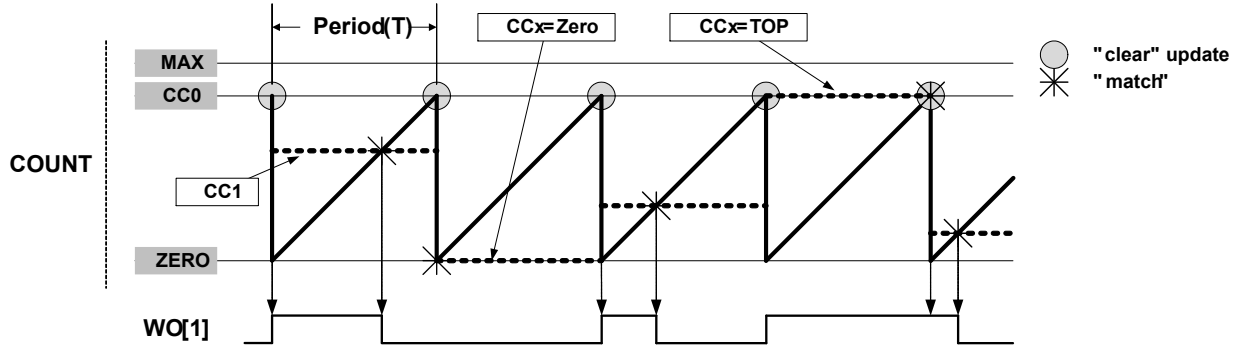 Period(T)
CCx=Zero
CCx=TOP
MAX
"clear" update
CC0
"match"
COUNT
CC1
ZERO
WO[1]